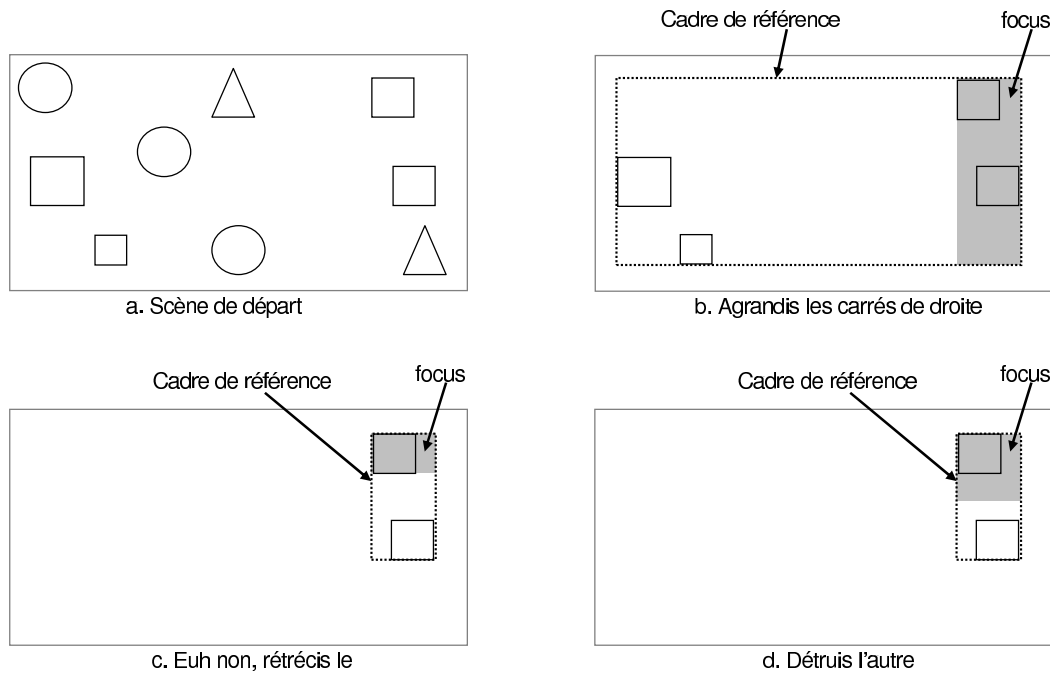 Cadre de référence
focus
a. Scène de départ
b. Agrandis les carrés de droite
Cadre de référence
focus
Cadre de référence
focus
c. Euh non, rétrécis le
d. Détruis l'autre